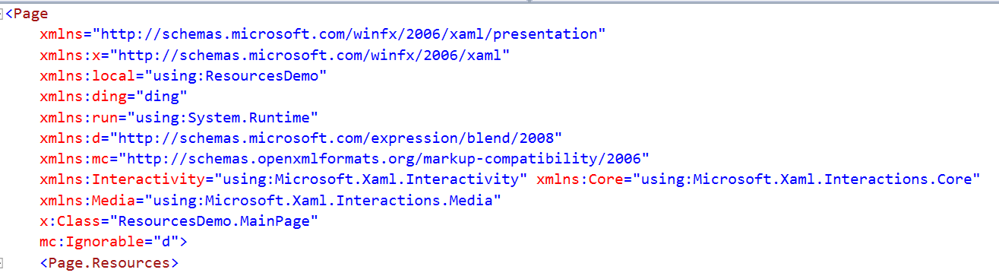 <Page
xmlns="http://schemas.microsoft.com/winfx/2006/xaml/presentation"
xmlns:x="http://schemas.microsoft.com/winfx/2006/xaml"
xmlns:local="using:ResourcesDemo"
xmlns:ding="ding"
xmlns:run="using:System.Runtime"
xmlns:d="http://schemas.microsoft.com/expression/blend/2008"
xmlns:mc="http://schemas.openxmlformats.org/markup-compatibility/2006"
xmlns:Interactivity="using:Microsoft.Xaml.Interactivity" xmlns:Core="using:Microsoft.Xaml.Interactions.Core"
xmlns:Media="using:Microsoft.Xaml.Interactions.Media"
x:Class="ResourcesDemo.MainPage"
mc:Ignorable="d">
<Page.Resources>